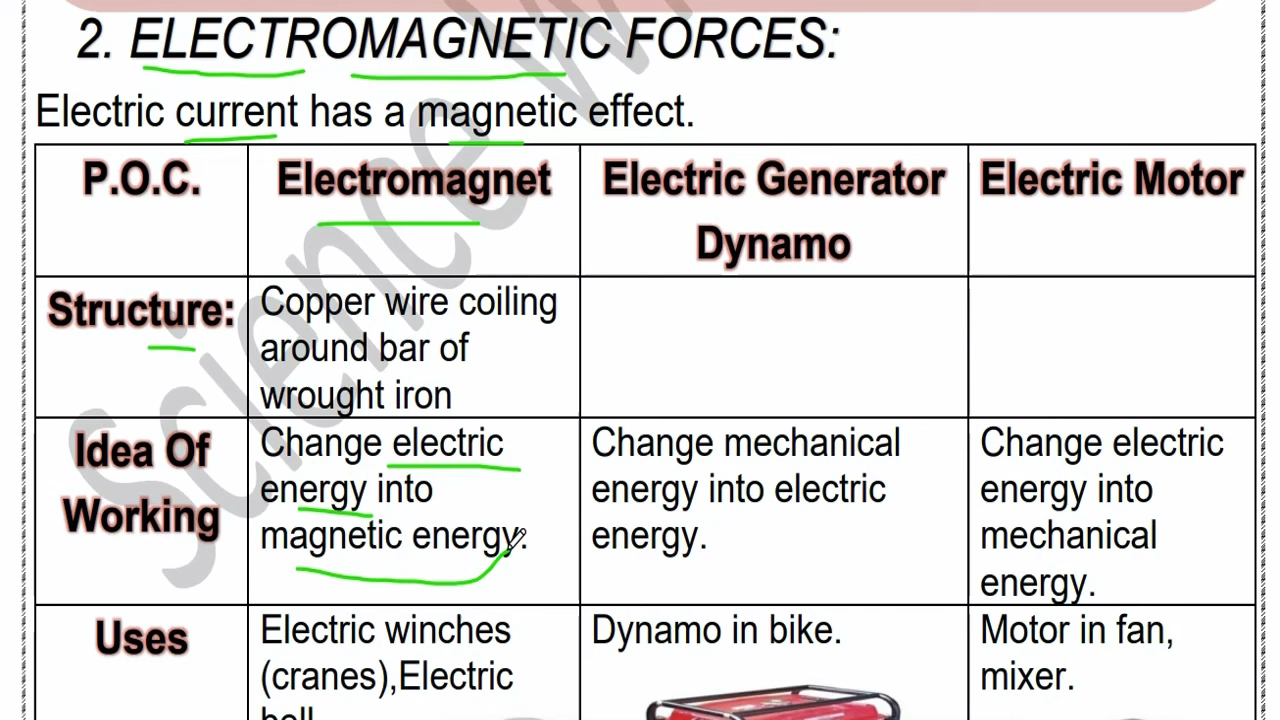 2. ELECTROMAGNETIC FORCES:
Electric current has a magnetic effect.
P.O.C.
Electromagnet
Electric Generator
Dynamo
Electric Motor
Structure:
Copper wire coiling
around bar of
wrought iron
Idea Of
Working
Change electric
energy into
magnetic energy.
Change mechanical
energy into electric
energy.
Change electric
energy into
mechanical
energy.
Uses
Electric winches
(cranes),Electric
bell
Dynamo in bike.
Motor in fan,
mixer.
Science